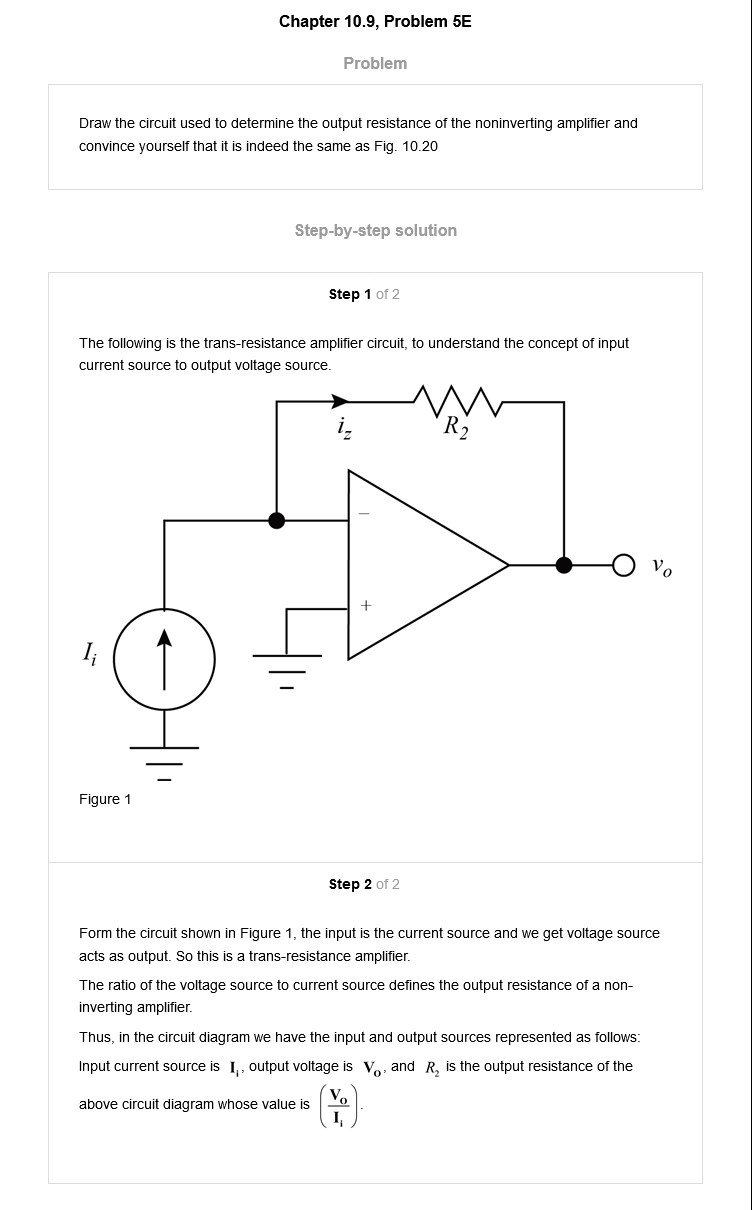 Chapter 10.9, Problem 5E
Problem
Draw the circuit used to determine the output resistance of the noninverting amplifier and
convince yourself that it is indeed the same as Fig. 10.20
Step-by-step solution
Step 1 of 2
The following is the trans-resistance amplifier circuit, to understand the concept of input
current source to output voltage source.
i_z
R_2
−
v_o
+
I_i
Figure 1
Step 2 of 2
Form the circuit shown in Figure 1, the input is the current source and we get voltage source
acts as output. So this is a trans-resistance amplifier.
The ratio of the voltage source to current source defines the output resistance of a non-
inverting amplifier.
Thus, in the circuit diagram we have the input and output sources represented as follows:
Input current source is I_i, output voltage is V_o, and R_2 is the output resistance of the
above circuit diagram whose value is (V_o/I_i).